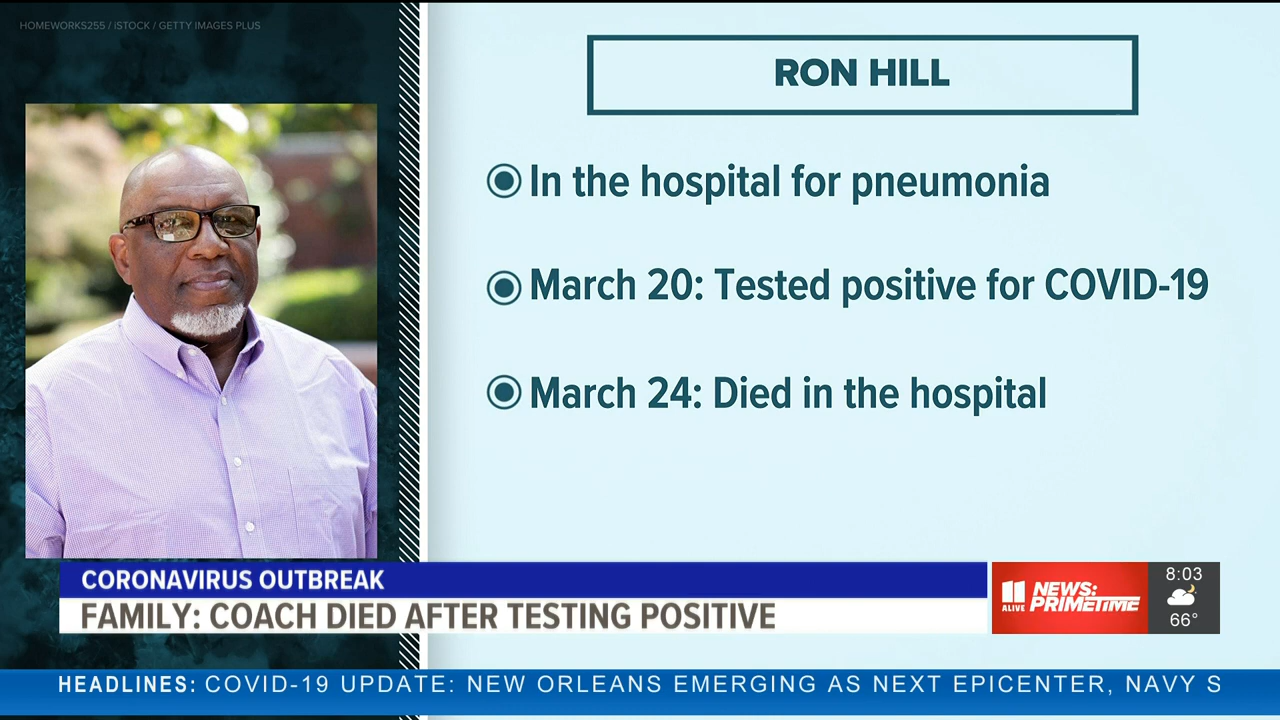 HOMEWORKS255 / iSTOCK / GETTY IMAGES PLUS
RON HILL
In the hospital for pneumonia
March 20: Tested positive for COVID-19
March 24: Died in the hospital
CORONAVIRUS OUTBREAK
FAMILY: COACH DIED AFTER TESTING POSITIVE
11 ALIVE NEWS: PRIMETIME
8:03
66°
HEADLINES: COVID-19 UPDATE: NEW ORLEANS EMERGING AS NEXT EPICENTER, NAVY S